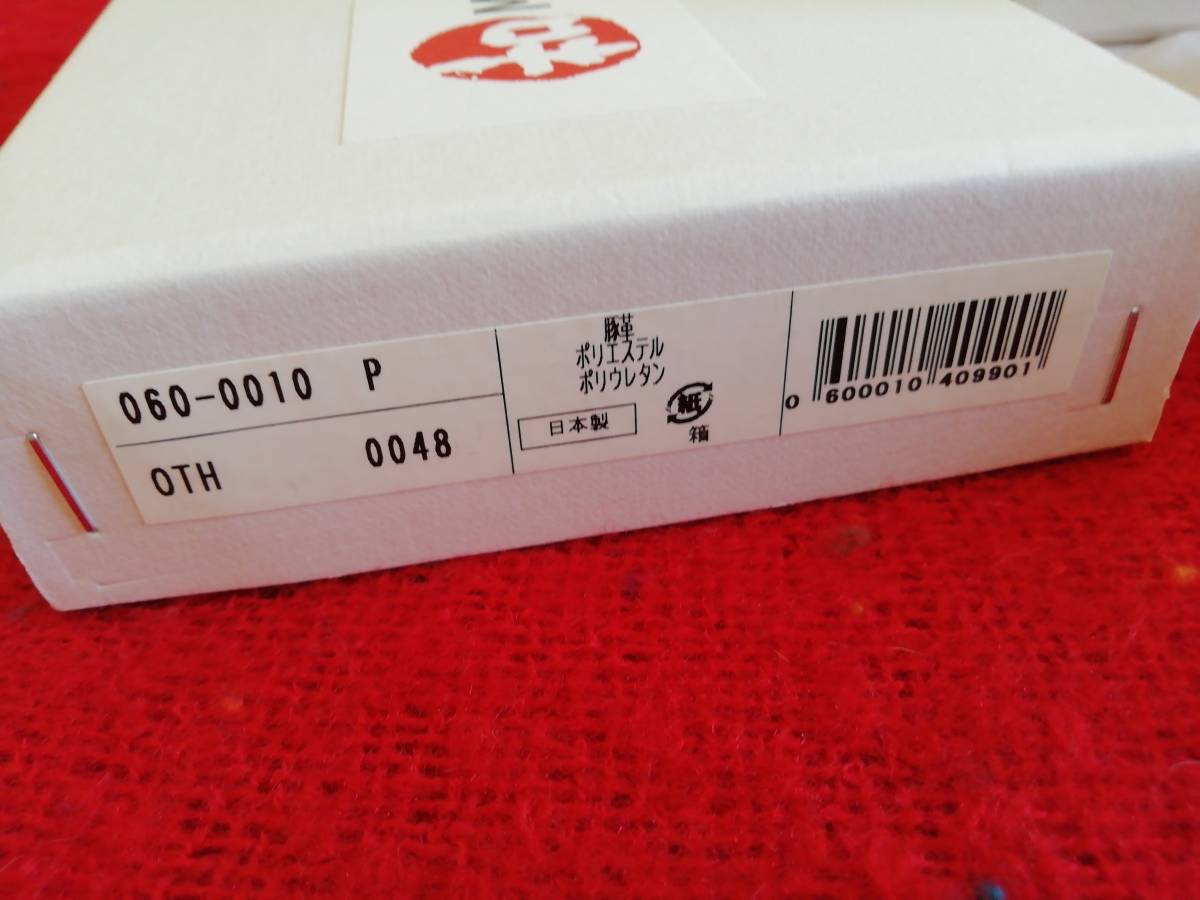 060-0010 P
OTH 0048
豚革
ポリエステル
ポリウレタン
日本製
紙
箱
0 600010 409901